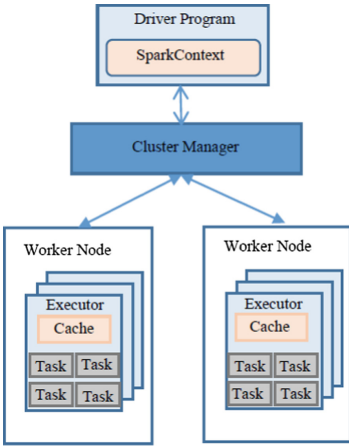 Driver Program
SparkContext
Cluster Manager
Worker Node
Executor
Cache
Task Task
Task Task
Worker Node
Executor
Cache
Task Task
Task Task